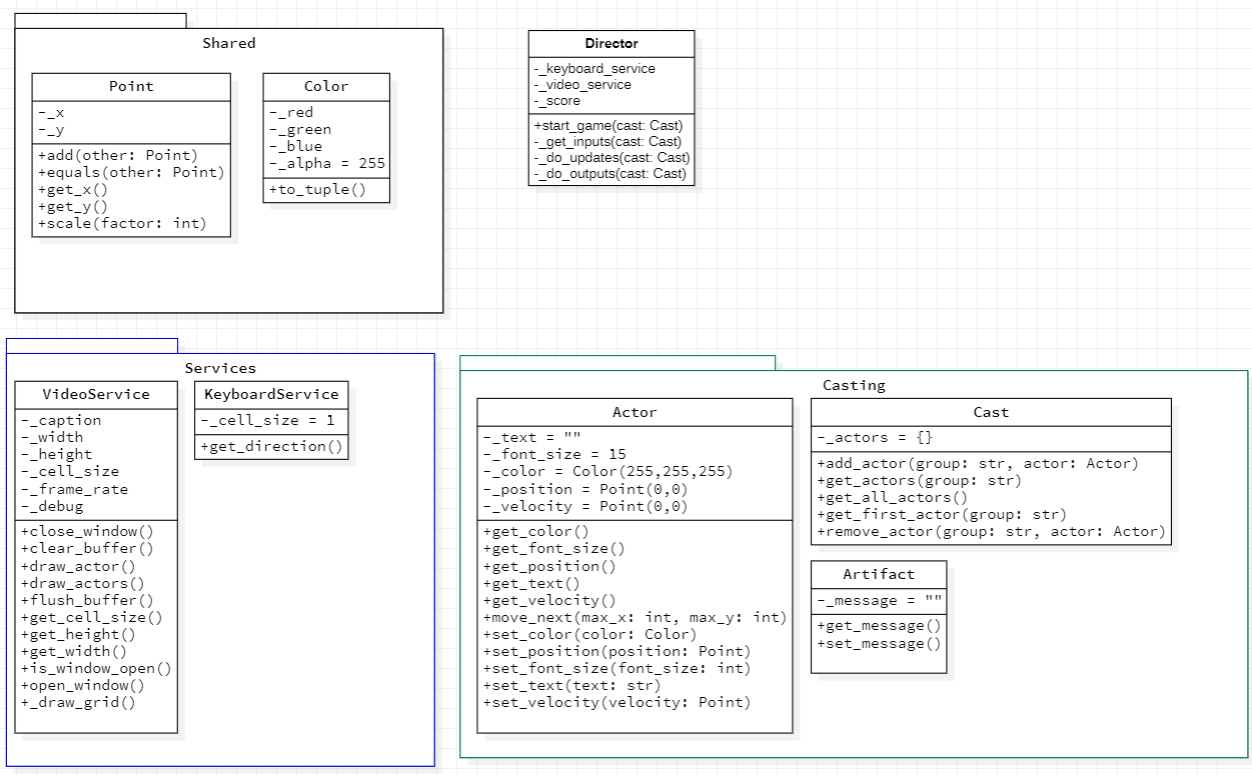 Shared
Point
-_x
-_y
+add(other: Point)
+equals(other: Point)
+get_x()
+get_y()
+scale(factor: int)
Color
-_red
-_green
-_blue
-_alpha = 255
+to_tuple()
Director
-_keyboard_service
-_video_service
-_score
+start_game(cast: Cast)
-_get_inputs(cast: Cast)
-_do_updates(cast: Cast)
-_do_outputs(cast: Cast)
Services
VideoService
-_caption
-_width
-_height
-_cell_size
-_frame_rate
-_debug
+close_window()
+clear_buffer()
+draw_actor()
+draw_actors()
+flush_buffer()
+get_cell_size()
+get_height()
+get_width()
+is_window_open()
+open_window()
+_draw_grid()
KeyboardService
-_cell_size = 1
+get_direction()
Casting
Actor
-_text = ""
-_font_size = 15
-_color = Color(255,255,255)
-_position = Point(0,0)
-_velocity = Point(0,0)
+get_color()
+get_font_size()
+get_position()
+get_text()
+get_velocity()
+move_next(max_x: int, max_y: int)
+set_color(color: Color)
+set_position(position: Point)
+set_font_size(font_size: int)
+set_text(text: str)
+set_velocity(velocity: Point)
Cast
-_actors = {}
+add_actor(group: str, actor: Actor)
+get_actors(group: str)
+get_all_actors()
+get_first_actor(group: str)
+remove_actor(group: str, actor: Actor)
Artifact
-_message = ""
+get_message()
+set_message()